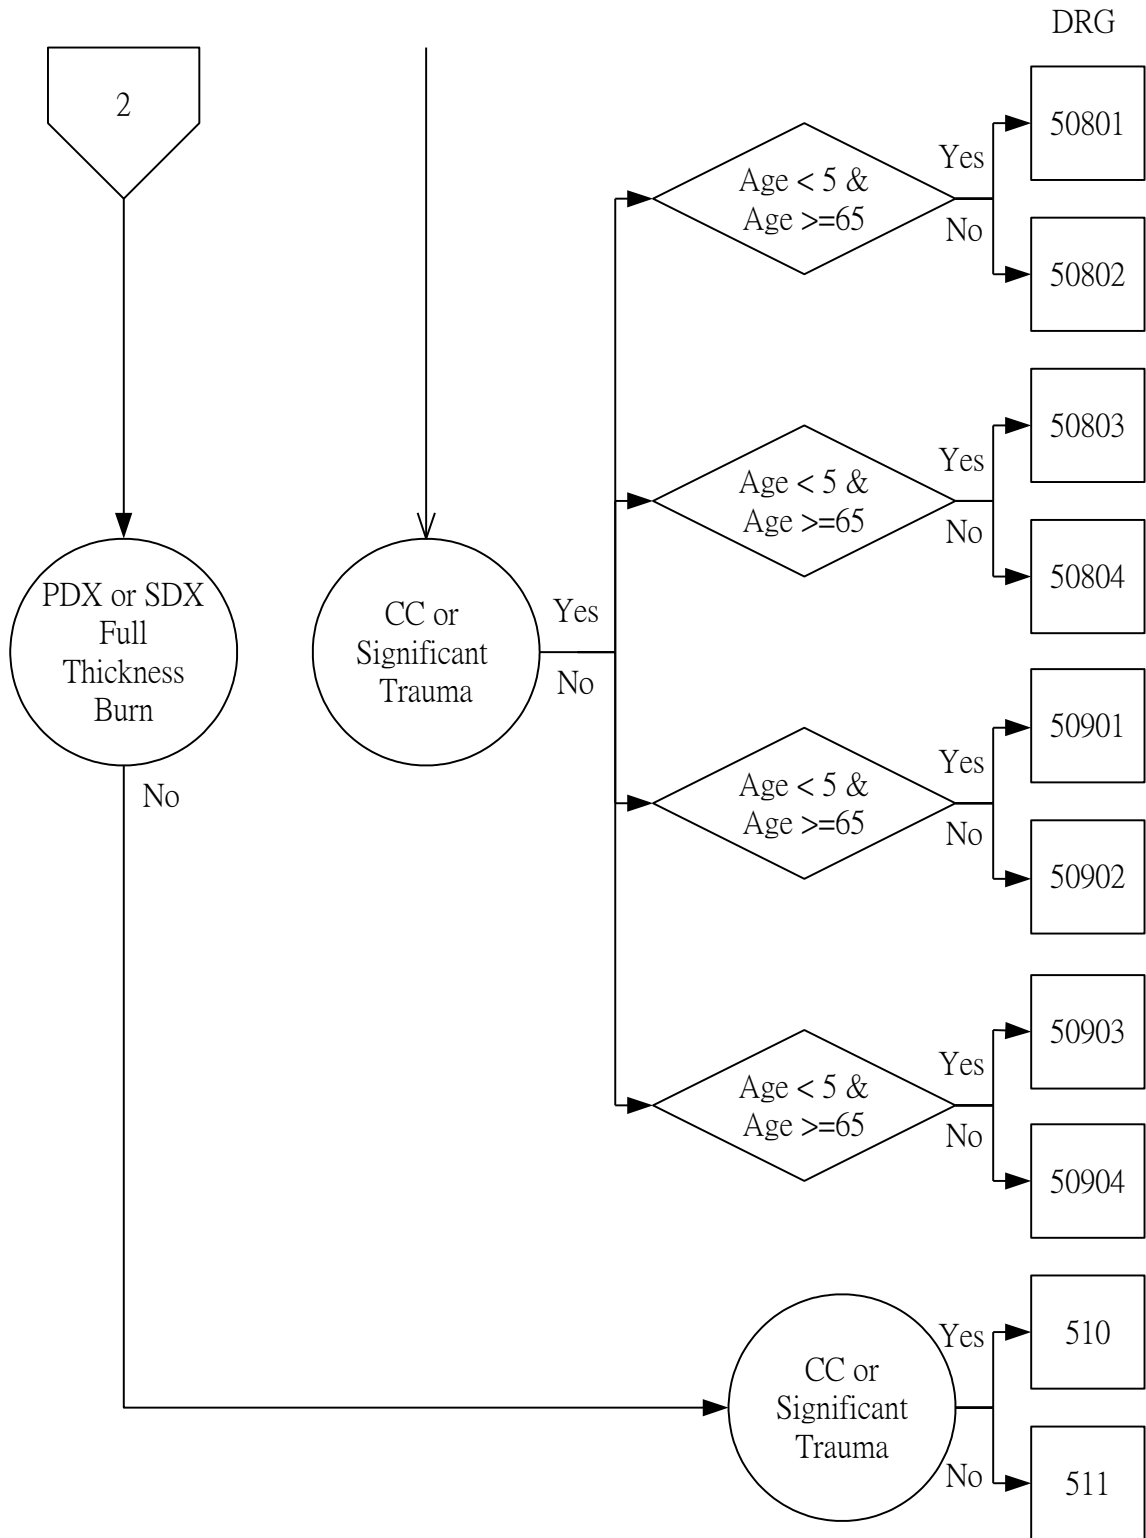 DRG
2
50801
Yes
Age < 5 &
Age >=65
No
50802
50803
Yes
Age < 5 &
Age >=65
No
50804
PDX or SDX
Full
Thickness
Burn
CC or
Significant
Trauma
Yes
No
No
50901
Yes
Age < 5 &
Age >=65
No
50902
50903
Yes
Age < 5 &
Age >=65
No
50904
510
Yes
CC or
Significant
Trauma
No
511